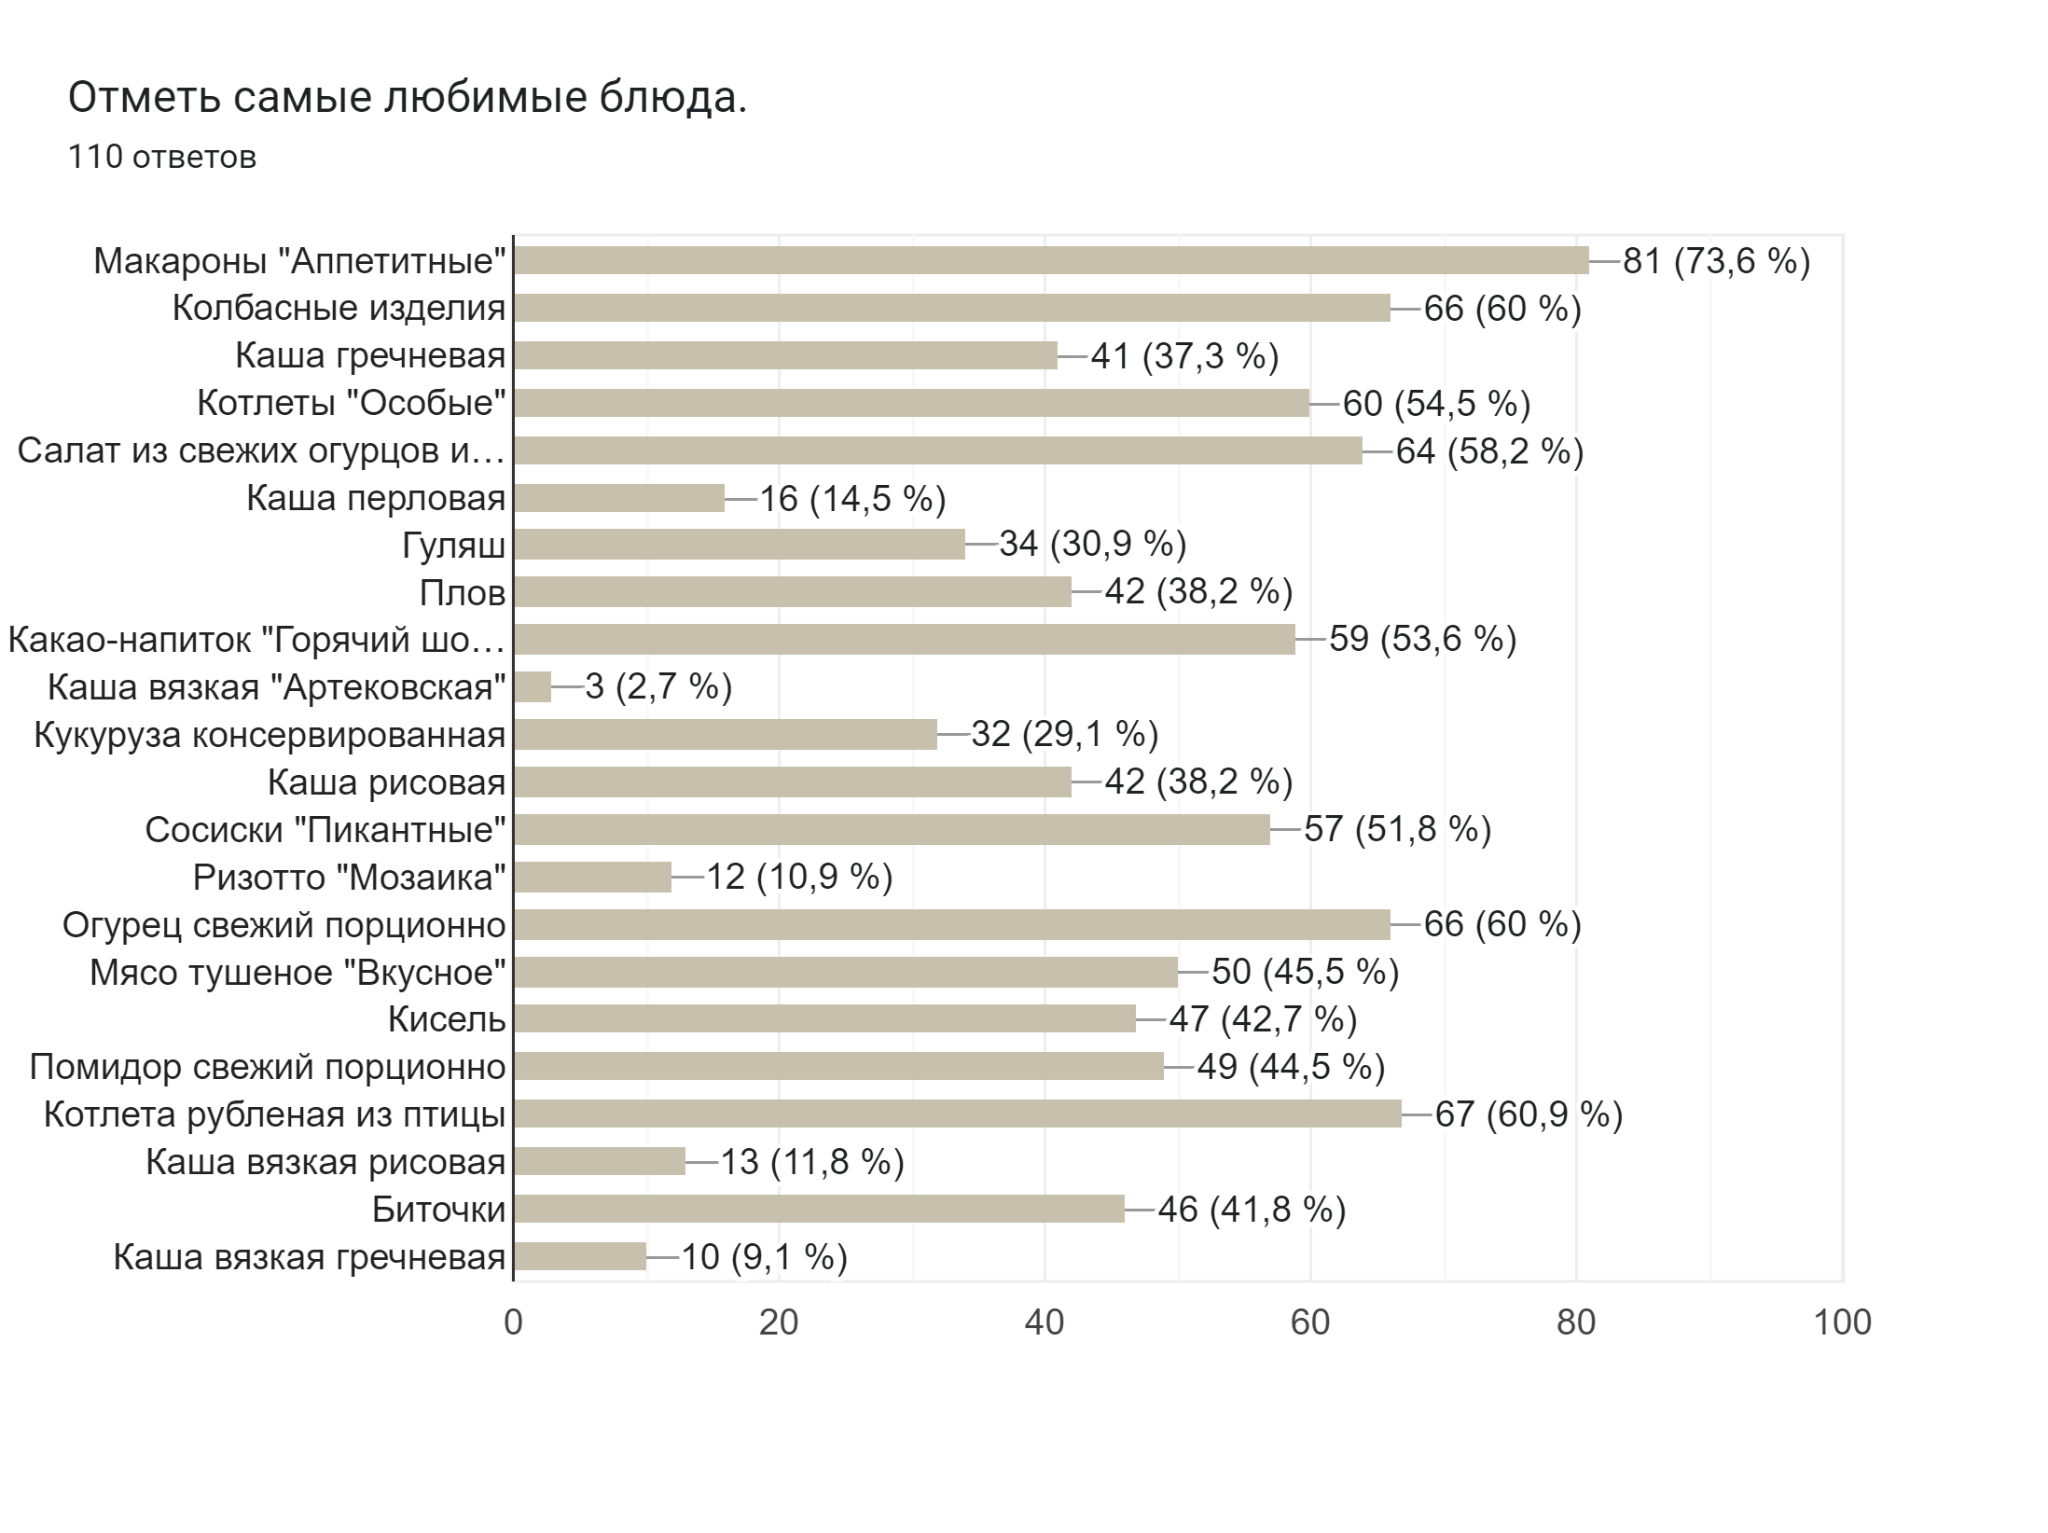 Отметь самые любимые блюда.
110 ответов
Макароны "Аппетитные" 81 (73,6 %)
Колбасные изделия 66 (60 %)
Каша гречневая 41 (37,3 %)
Котлеты "Особые" 60 (54,5 %)
Салат из свежих огурцов и… 64 (58,2 %)
Каша перловая 16 (14,5 %)
Гуляш 34 (30,9 %)
Плов 42 (38,2 %)
Какао-напиток "Горячий шо… 59 (53,6 %)
Каша вязкая "Артековская" 3 (2,7 %)
Кукуруза консервированная 32 (29,1 %)
Каша рисовая 42 (38,2 %)
Сосиски "Пикантные" 57 (51,8 %)
Ризотто "Мозаика" 12 (10,9 %)
Огурец свежий порционно 66 (60 %)
Мясо тушеное "Вкусное" 50 (45,5 %)
Кисель 47 (42,7 %)
Помидор свежий порционно 49 (44,5 %)
Котлета рубленая из птицы 67 (60,9 %)
Каша вязкая рисовая 13 (11,8 %)
Биточки 46 (41,8 %)
Каша вязкая гречневая 10 (9,1 %)
0 20 40 60 80 100